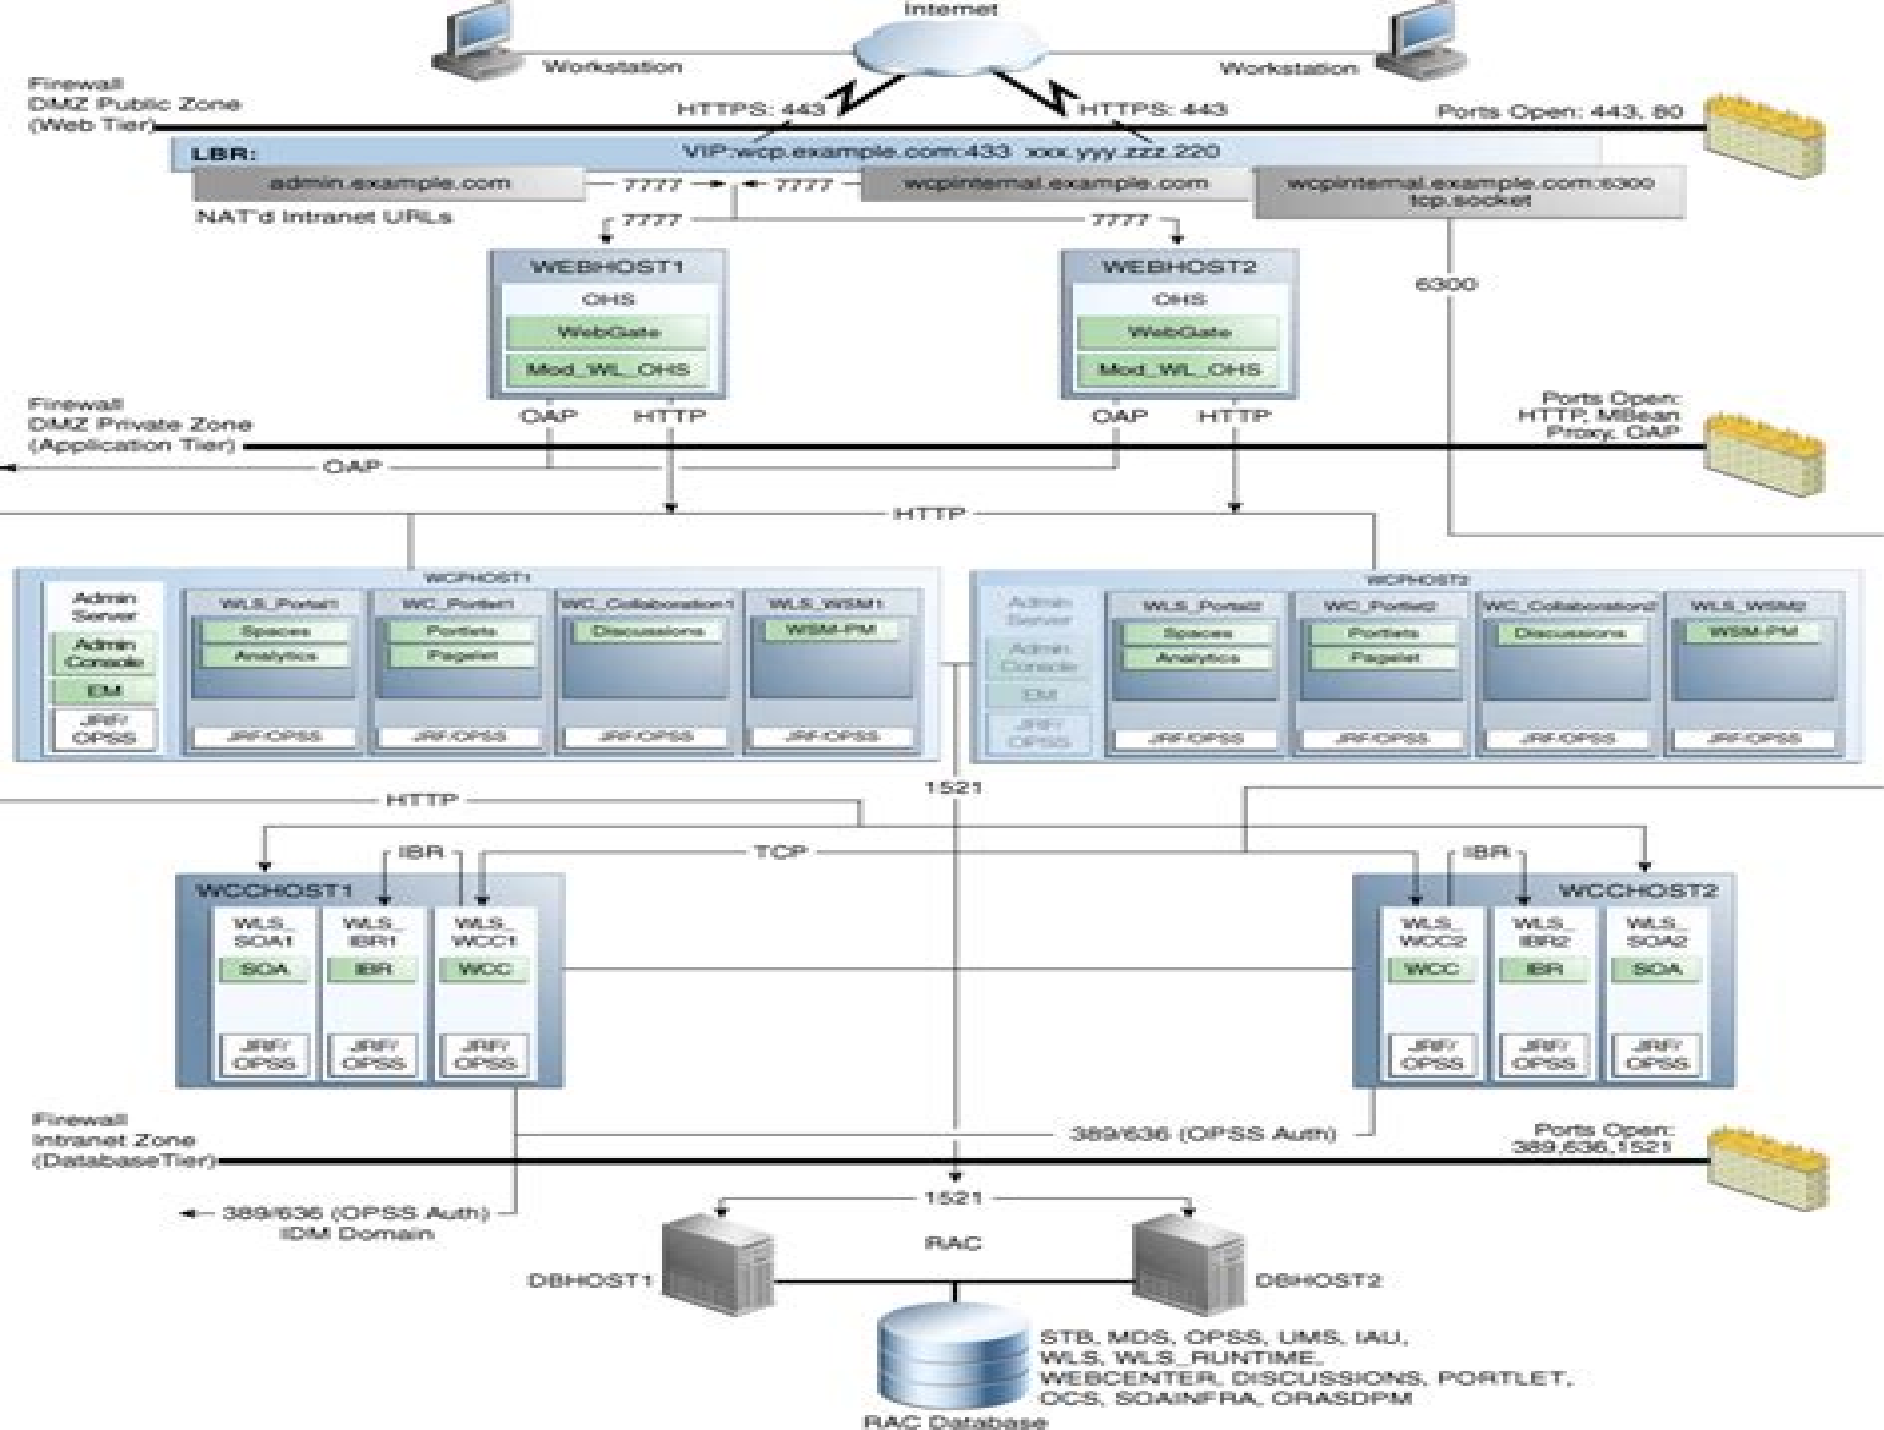 Internet
Workstation
Workstation
Firewall
DMZ Public Zone
(Web Tier)
HTTPS: 443
HTTPS: 443
Ports Open: 443, 80
LBR:
VIP:wcp.example.com:433 xxx.yyy.zzz.220
admin.example.com
7777
7777
wcpinternal.example.com
wcpinternal.example.com:6300
tcp.socket
NAT'd Intranet URLs
7777
7777
WEBHOST1
OHS
WebGate
Mod_WL_OHS
WEBHOST2
OHS
WebGate
Mod_WL_OHS
6300
Firewall
DMZ Private Zone
(Application Tier)
OAP
HTTP
OAP
HTTP
Ports Open:
HTTP, MBean
Proxy, OAP
OAP
HTTP
WCPHOST1
Admin
Server
Admin
Console
EM
JRF/
OPSS
WLS_Portal1
Spaces
Analytics
JRF/OPSS
WC_Portlet1
Portlets
Pagelet
JRF/OPSS
WC_Collaboration1
Discussions
JRF/OPSS
WLS_WSM1
WSM-PM
JRF/OPSS
WCPHOST2
Admin
Server
Admin
Console
EM
JRF/
OPSS
WLS_Portal2
Spaces
Analytics
JRF/OPSS
WC_Portlet2
Portlets
Pagelet
JRF/OPSS
WC_Collaboration2
Discussions
JRF/OPSS
WLS_WSM2
WSM-PM
JRF/OPSS
1521
HTTP
IBR
TCP
IBR
WCCHOST1
WLS_
SOA1
SOA
JRF/
OPSS
WLS_
IBR1
IBR
JRF/
OPSS
WLS_
WCC1
WCC
JRF/
OPSS
WCCHOST2
WLS_
WCC2
WCC
JRF/
OPSS
WLS_
IBR2
IBR
JRF/
OPSS
WLS_
SOA2
SOA
JRF/
OPSS
Firewall
Intranet Zone
(DatabaseTier)
389/636 (OPSS Auth)
Ports Open:
389,636,1521
389/636 (OPSS Auth)
IDM Domain
1521
RAC
DBHOST1
DBHOST2
STB, MDS, OPSS, UMS, IAU,
WLS, WLS_RUNTIME,
WEBCENTER, DISCUSSIONS, PORTLET,
OCS, SOAINFRA, ORASDPM
RAC Database